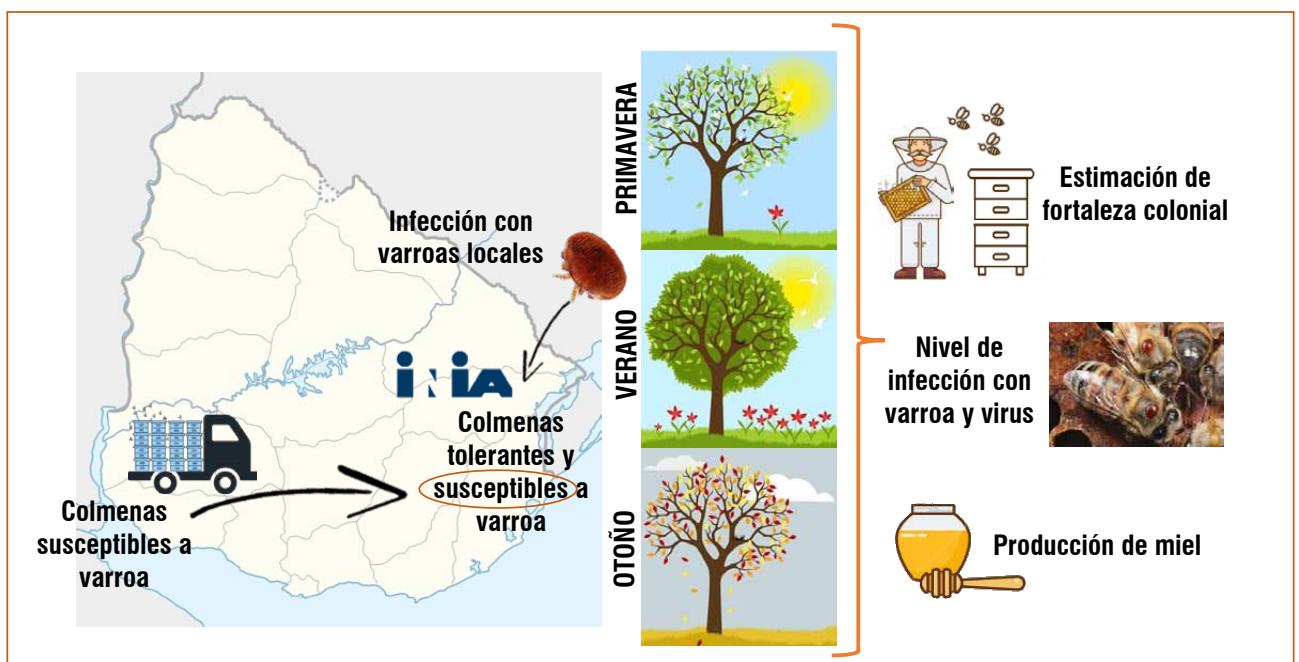 Infección con
varroas locales
INIA
Colmenas
tolerantes y
susceptibles a
varroa
Colmenas
susceptibles a
varroa
PRIMAVERA
VERANO
OTOÑO
Estimación de
fortaleza colonial
Nivel de
infección con
varroa y virus
Producción de miel